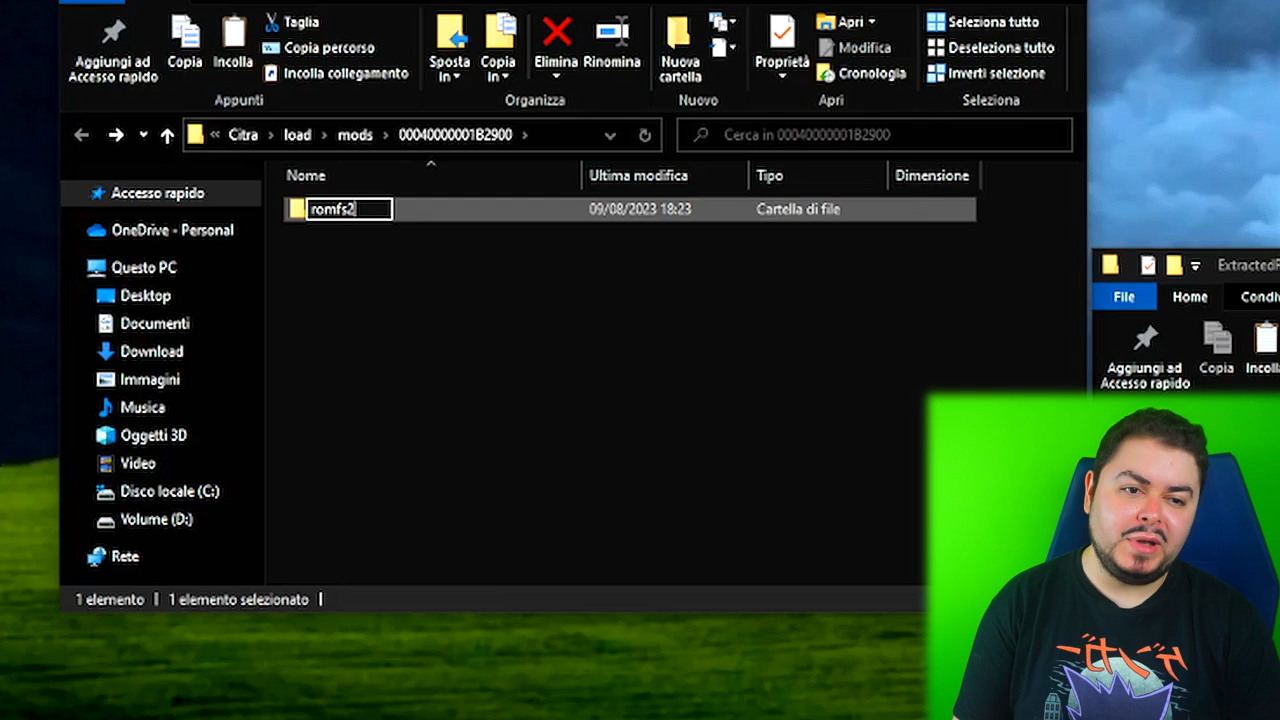 Aggiungi ad
Accesso rapido
Copia
Incolla
Taglia
Copia percorso
Incolla collegamento
Appunti
Sposta
in
Copia
in
Elimina
Rinomina
Organizza
Nuova
cartella
Nuovo
Proprietà
Apri
Modifica
Cronologia
Apri
Seleziona tutto
Deseleziona tutto
Inverti selezione
Seleziona
« Citra > load > mods > 00040000001B2900 >
Cerca in 00040000001B2900
Nome
Ultima modifica
Tipo
Dimensione
romfs2
09/08/2023 18:23
Cartella di file
Accesso rapido
OneDrive - Personal
Questo PC
Desktop
Documenti
Download
Immagini
Musica
Oggetti 3D
Video
Disco locale (C:)
Volume (D:)
Rete
1 elemento
1 elemento selezionato
File
Home
Aggiungi ad
Accesso rapido
Copia
ゲンガー